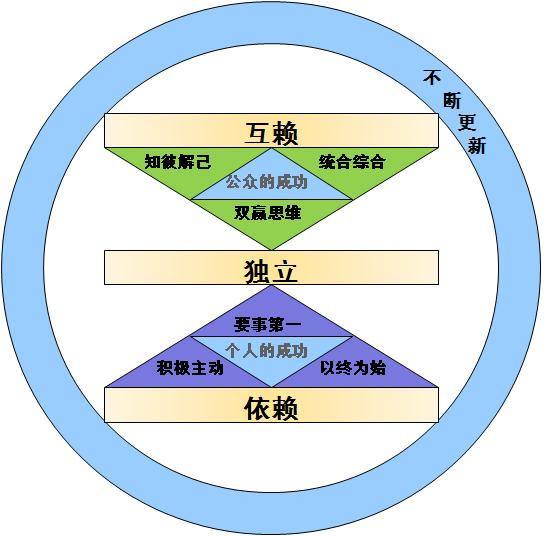 不断更新
互赖
知彼解己
统合综合
公众的成功
双赢思维
独立
要事第一
个人的成功
积极主动
以终为始
依赖